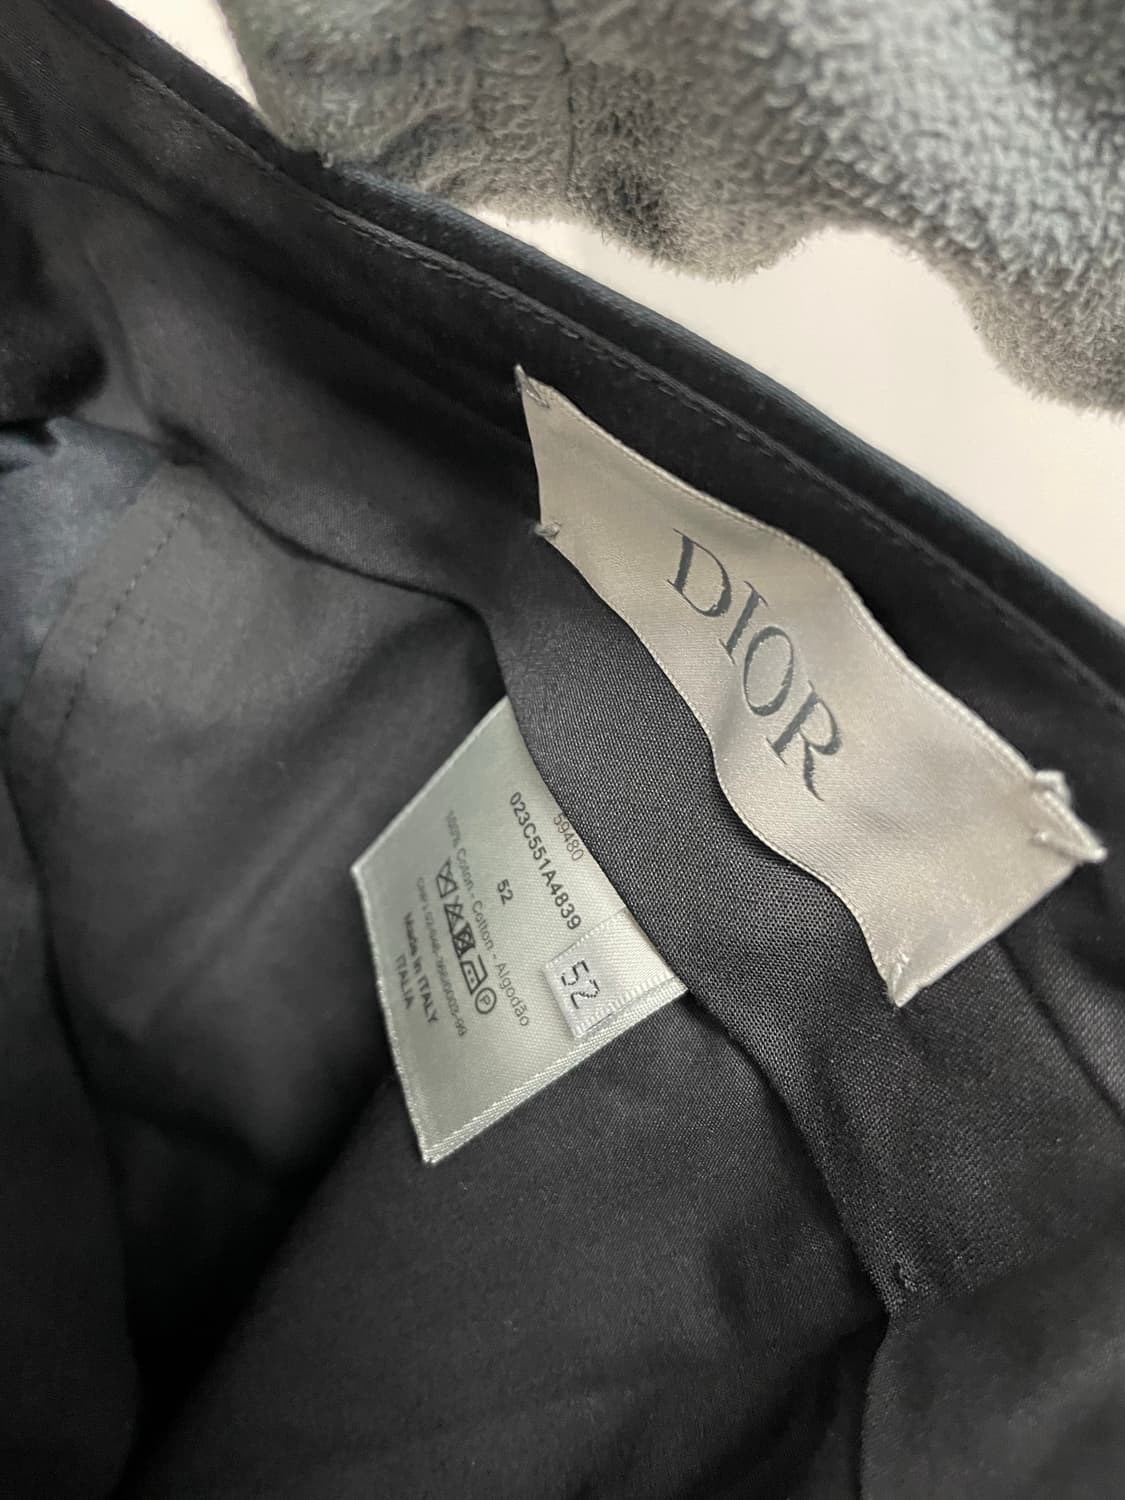 DIOR
59480
023C551A4839
52
52
100% Coton - Cotton - Algodão
Made in ITALY
ITALIA